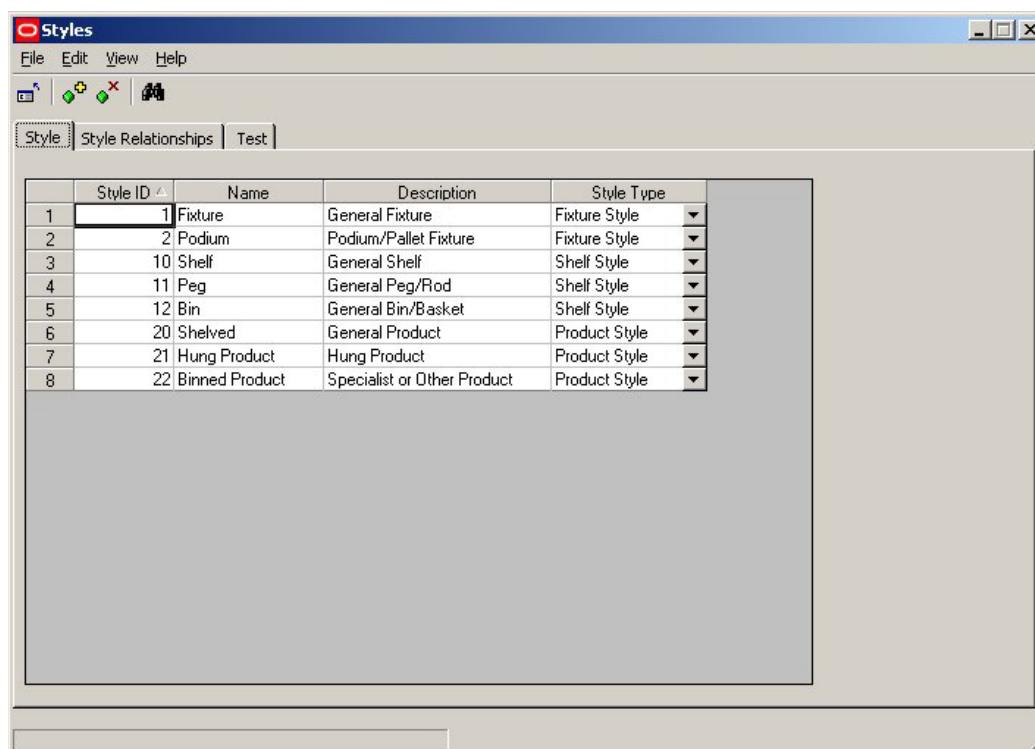 Styles
File Edit View Help
Style Style Relationships Test
Style ID Name Description Style Type
1 1 Fixture General Fixture Fixture Style
2 2 Podium Podium/Pallet Fixture Fixture Style
3 10 Shelf General Shelf Shelf Style
4 11 Peg General Peg/Rod Shelf Style
5 12 Bin General Bin/Basket Shelf Style
6 20 Shelved General Product Product Style
7 21 Hung Product Hung Product Product Style
8 22 Binned Product Specialist or Other Product Product Style